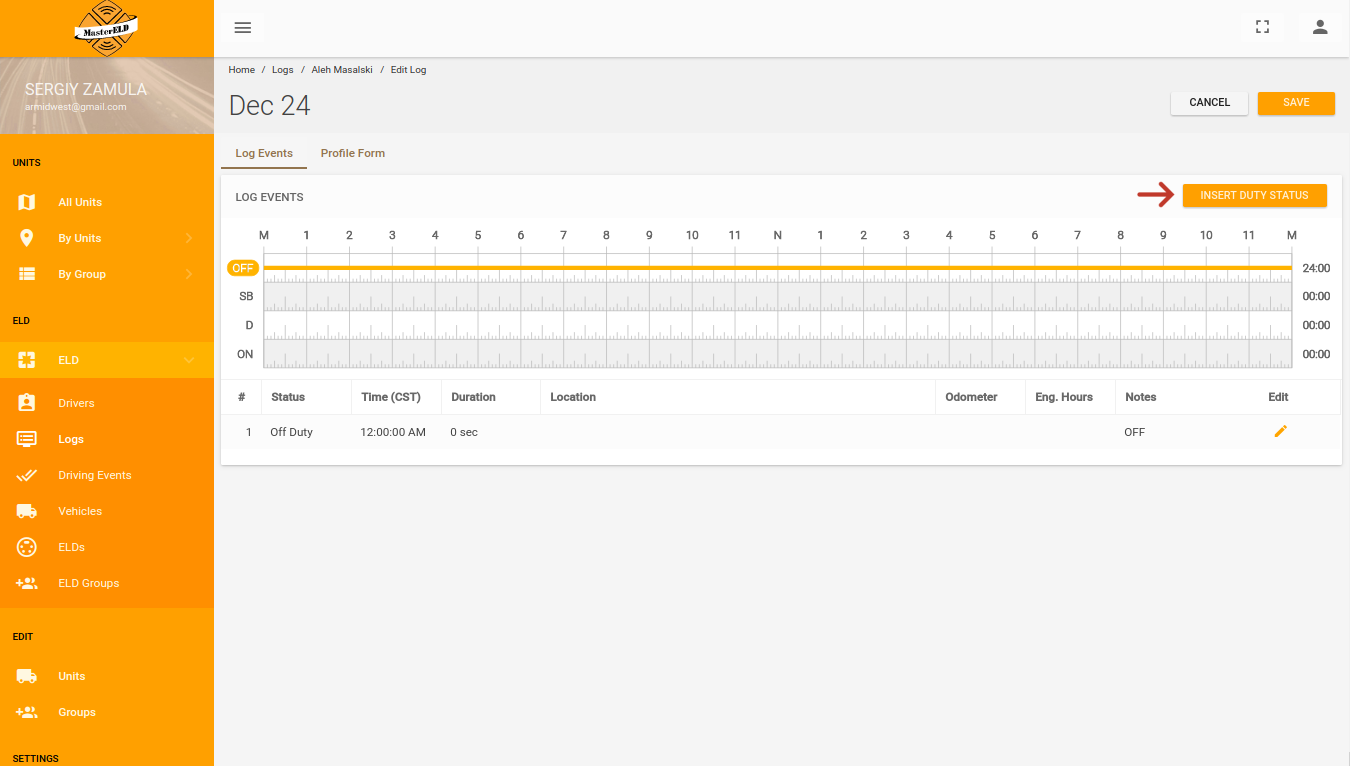 MasterELD
SERGIY ZAMULA
armidwest@gmail.com
UNITS
All Units
By Units
By Group
ELD
ELD
Drivers
Logs
Driving Events
Vehicles
ELDs
ELD Groups
EDIT
Units
Groups
SETTINGS
Home / Logs / Aleh Masalski / Edit Log
Dec 24
CANCEL SAVE
Log Events Profile Form
LOG EVENTS INSERT DUTY STATUS
M 1 2 3 4 5 6 7 8 9 10 11 N 1 2 3 4 5 6 7 8 9 10 11 M
OFF 24:00
SB 00:00
D 00:00
ON 00:00
# Status Time (CST) Duration Location Odometer Eng. Hours Notes Edit
1 Off Duty 12:00:00 AM 0 sec OFF